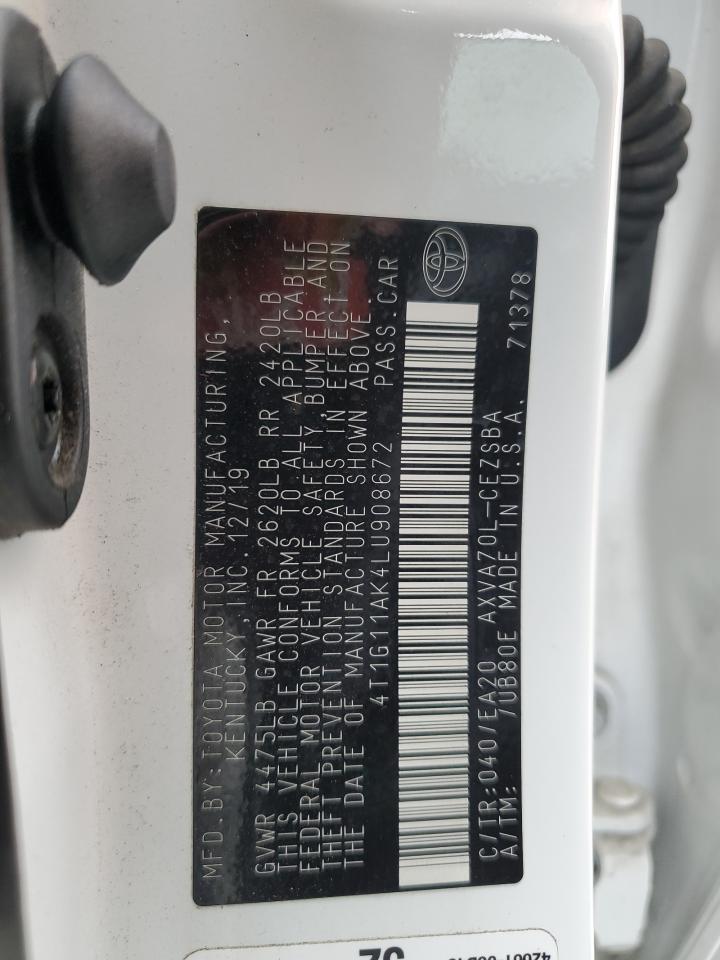 MFD.BY:TOYOTA MOTOR MANUFACTURING,
KENTUCKY,INC.12/19
GVWR 4475LB GAWR FR 2620LB RR 2420LB
THIS VEHICLE CONFORMS TO ALL APPLICABLE
FEDERAL MOTOR VEHICLE SAFETY,BUMPER AND
THEFT PREVENTION STANDARDS IN EFFECT ON
THE DATE OF MANUFACTURE SHOWN ABOVE.
4T1G11AK4LU908672 PASS.CAR
C/TR:040/EA20 AXVA70L-CEZSBA
A/TM: /UB80E MADE IN U.S.A. 71378